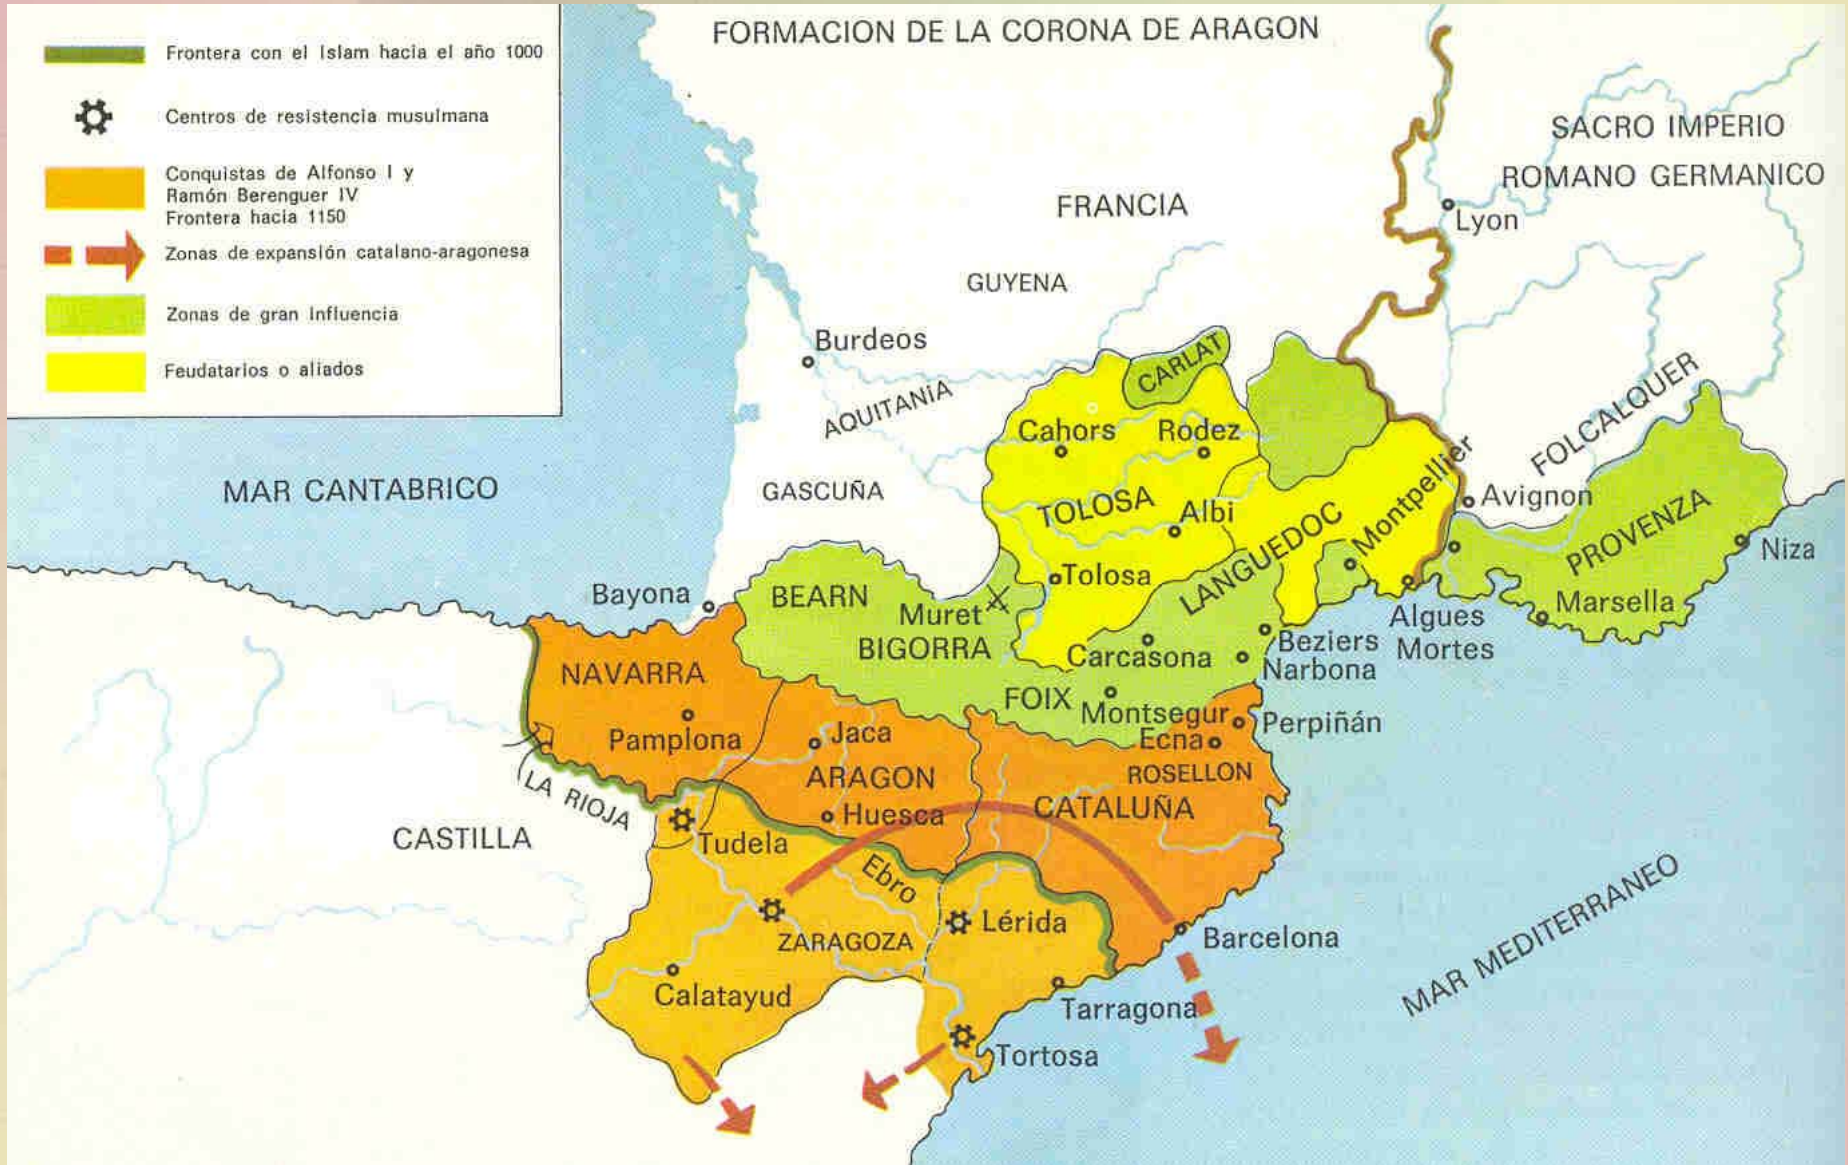 FORMACION DE LA CORONA DE ARAGON
Frontera con el Islam hacia el año 1000
Centros de resistencia musulmana
Conquistas de Alfonso I y
Ramón Berenguer IV
Frontera hacia 1150
Zonas de expansión catalano-aragonesa
Zonas de gran Influencia
Feudatarios o aliados
SACRO IMPERIO
ROMANO GERMANICO
FRANCIA
Lyon
GUYENA
Burdeos
CARLAT
AQUITANIA
FOLCALQUER
Cahors
Rodez
MAR CANTABRICO
GASCUÑA
TOLOSA
Albi
Montpellier
Avignon
LANGUEDOC
PROVENZA
Niza
Tolosa
Bayona
BEARN
Muret
BIGORRA
Marsella
Algues
Mortes
Carcasona
Beziers
Narbona
NAVARRA
FOIX
Montsegur
Perpiñán
Pamplona
Jaca
Ecna
ARAGON
ROSELLON
LA RIOJA
Huesca
CATALUÑA
CASTILLA
Tudela
Ebro
Lérida
ZARAGOZA
Barcelona
MAR MEDITERRANEO
Calatayud
Tarragona
Tortosa